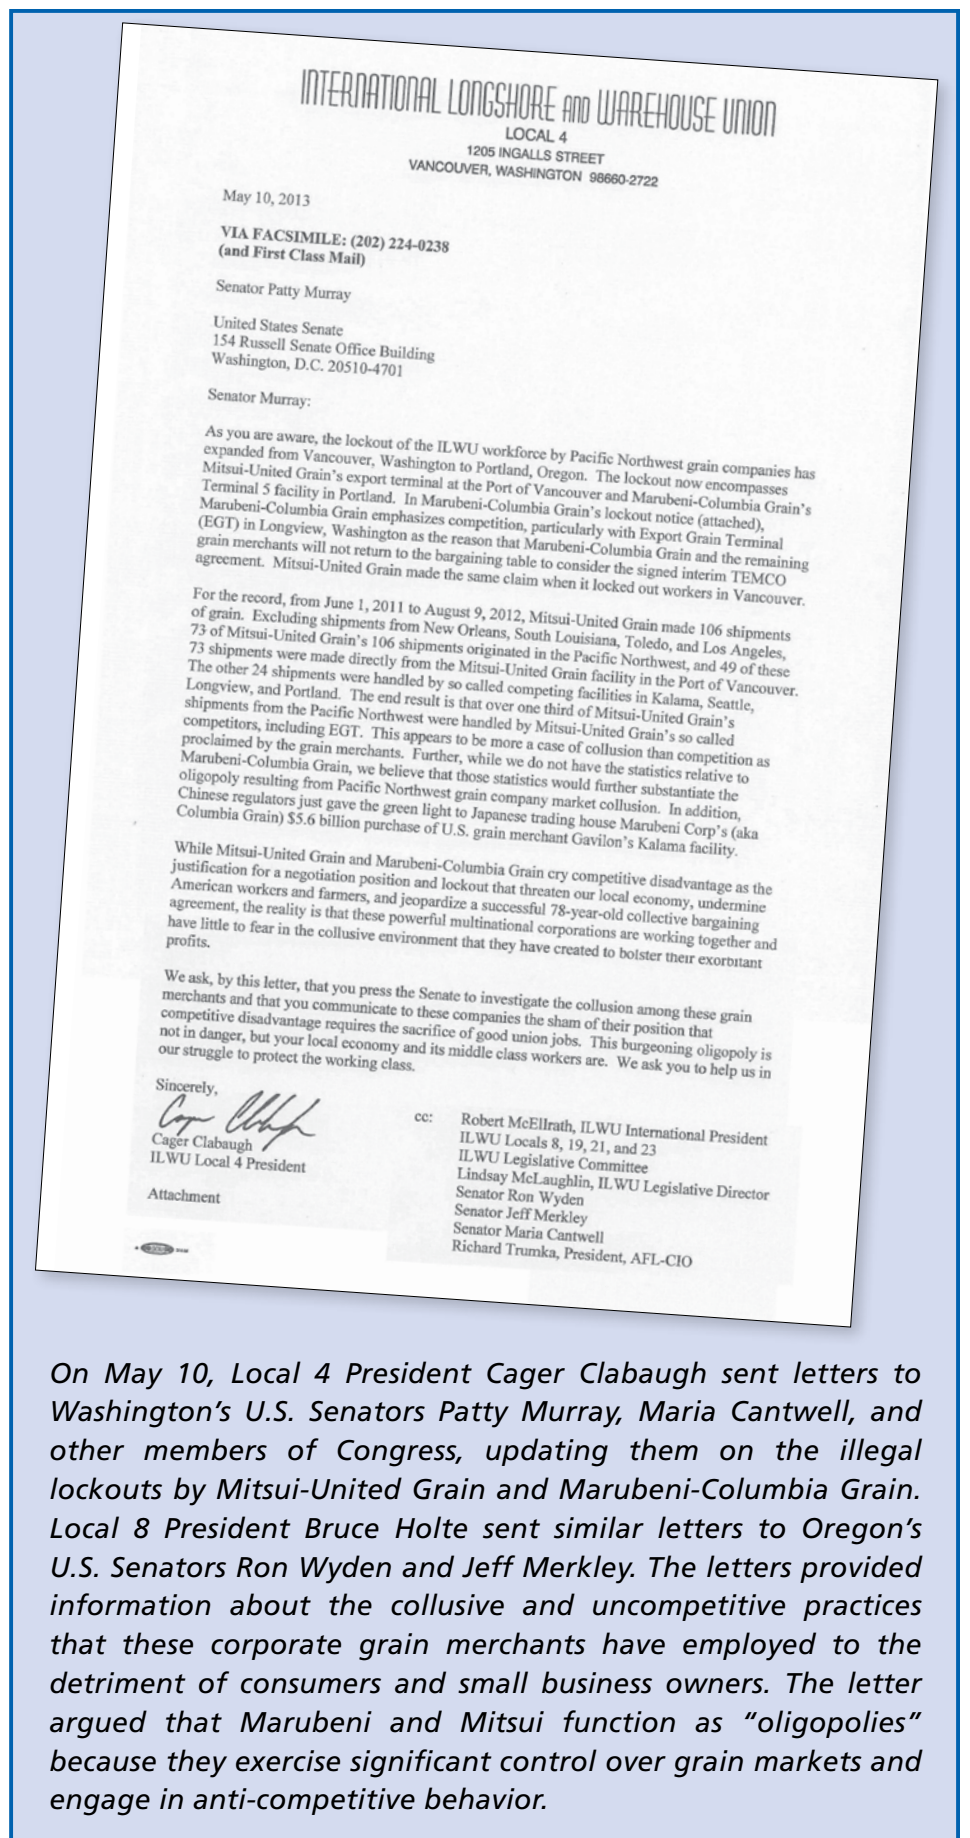 INTERNATIONAL LONGSHORE AND WAREHOUSE UNION
LOCAL 4
1205 INGALLS STREET
VANCOUVER, WASHINGTON 98660-2722
May 10, 2013
VIA FACSIMILE: (202) 224-0238
(and First Class Mail)
Senator Patty Murray
United States Senate
154 Russell Senate Office Building
Washington, D.C. 20510-4701
Senator Murray:
As you are aware, the lockout of the ILWU workforce by Pacific Northwest grain companies has
expanded from Vancouver, Washington to Portland, Oregon. The lockout now encompasses
Mitsui-United Grain's export terminal at the Port of Vancouver and Marubeni-Columbia Grain's
Terminal 5 facility in Portland. In Marubeni-Columbia Grain's lockout notice (attached),
Marubeni-Columbia Grain emphasizes competition, particularly with Export Grain Terminal
(EGT) in Longview, Washington as the reason that Marubeni-Columbia Grain and the remaining
grain merchants will not return to the bargaining table to consider the signed interim TEMCO
agreement. Mitsui-United Grain made the same claim when it locked out workers in Vancouver.
For the record, from June 1, 2011 to August 9, 2012, Mitsui-United Grain made 106 shipments
of grain. Excluding shipments from New Orleans, South Louisiana, Toledo, and Los Angeles,
73 of Mitsui-United Grain's 106 shipments originated in the Pacific Northwest, and 49 of these
73 shipments were made directly from the Mitsui-United Grain facility in the Port of Vancouver.
The other 24 shipments were handled by so called competing facilities in Kalama, Seattle,
Longview, and Portland. The end result is that over one third of Mitsui-United Grain's
shipments from the Pacific Northwest were handled by Mitsui-United Grain's so called
competitors, including EGT. This appears to be more a case of collusion than competition as
proclaimed by the grain merchants. Further, while we do not have the statistics relative to
Marubeni-Columbia Grain, we believe that those statistics would further substantiate the
oligopoly resulting from Pacific Northwest grain company market collusion. In addition,
Chinese regulators just gave the green light to Japanese trading house Marubeni Corp's (aka
Columbia Grain) $5.6 billion purchase of U.S. grain merchant Gavilon's Kalama facility.
While Mitsui-United Grain and Marubeni-Columbia Grain cry competitive disadvantage as the
justification for a negotiation position and lockout that threaten our local economy, undermine
American workers and farmers, and jeopardize a successful 78-year-old collective bargaining
agreement, the reality is that these powerful multinational corporations are working together and
have little to fear in the collusive environment that they have created to bolster their exorbitant
profits.
We ask, by this letter, that you press the Senate to investigate the collusion among these grain
merchants and that you communicate to these companies the sham of their position that
competitive disadvantage requires the sacrifice of good union jobs. This burgeoning oligopoly is
not in danger, but your local economy and its middle class workers are. We ask you to help us in
our struggle to protect the working class.
Sincerely,
Cager Clabaugh
ILWU Local 4 President
Attachment
cc: Robert McEllrath, ILWU International President
ILWU Locals 8, 19, 21, and 23
ILWU Legislative Committee
Lindsay McLaughlin, ILWU Legislative Director
Senator Ron Wyden
Senator Jeff Merkley
Senator Maria Cantwell
Richard Trumka, President, AFL-CIO
On May 10, Local 4 President Cager Clabaugh sent letters to
Washington's U.S. Senators Patty Murray, Maria Cantwell, and
other members of Congress, updating them on the illegal
lockouts by Mitsui-United Grain and Marubeni-Columbia Grain.
Local 8 President Bruce Holte sent similar letters to Oregon's
U.S. Senators Ron Wyden and Jeff Merkley. The letters provided
information about the collusive and uncompetitive practices
that these corporate grain merchants have employed to the
detriment of consumers and small business owners. The letter
argued that Marubeni and Mitsui function as “oligopolies”
because they exercise significant control over grain markets and
engage in anti-competitive behavior.